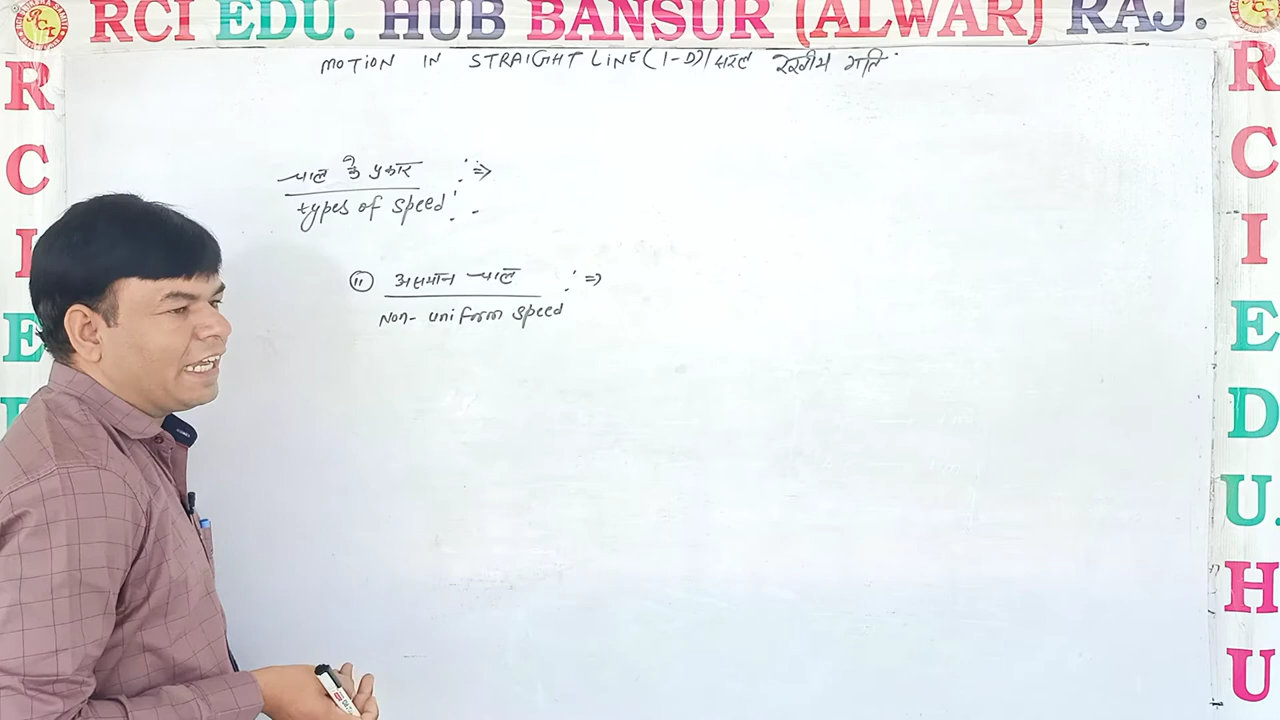 RCI EDU. HUB BANSUR (ALWAR) RAJ.
MOTION IN STRAIGHT LINE (1-D) / सरल रेखीय गति
चाल के प्रकार :⇒
types of speed :-
(ii) असमान चाल :⇒
Non-uniform speed
R
C
I
E
R
C
I
E
D
U.
H
U